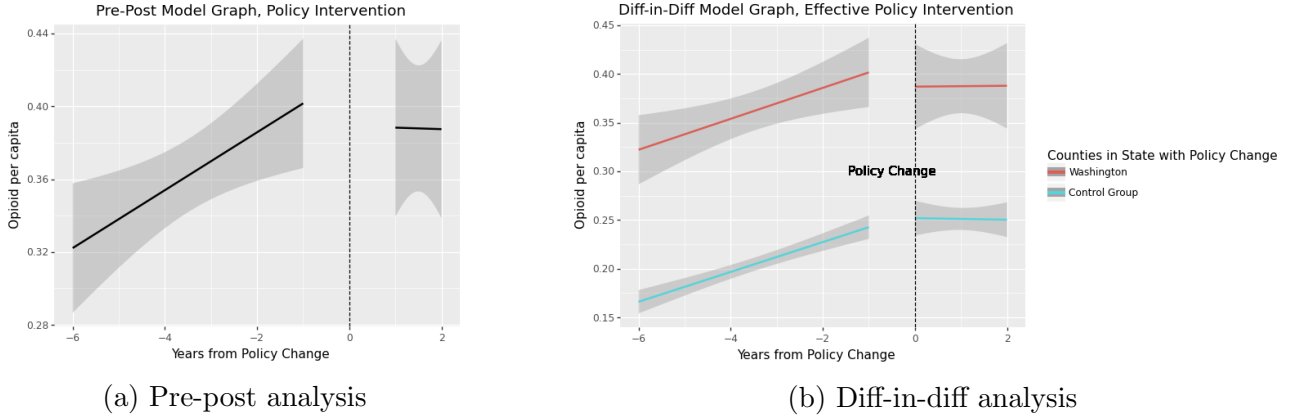 Pre-Post Model Graph, Policy Intervention
0.44
0.40
0.36
0.32
0.28
Opioid per capita
−6
−4
−2
0
2
Years from Policy Change
(a) Pre-post analysis
Diff-in-Diff Model Graph, Effective Policy Intervention
0.45
0.40
0.35
0.30
0.25
0.20
0.15
Opioid per capita
Policy Change
−6
−4
−2
0
2
Years from Policy Change
Counties in State with Policy Change
Washington
Control Group
(b) Diff-in-diff analysis